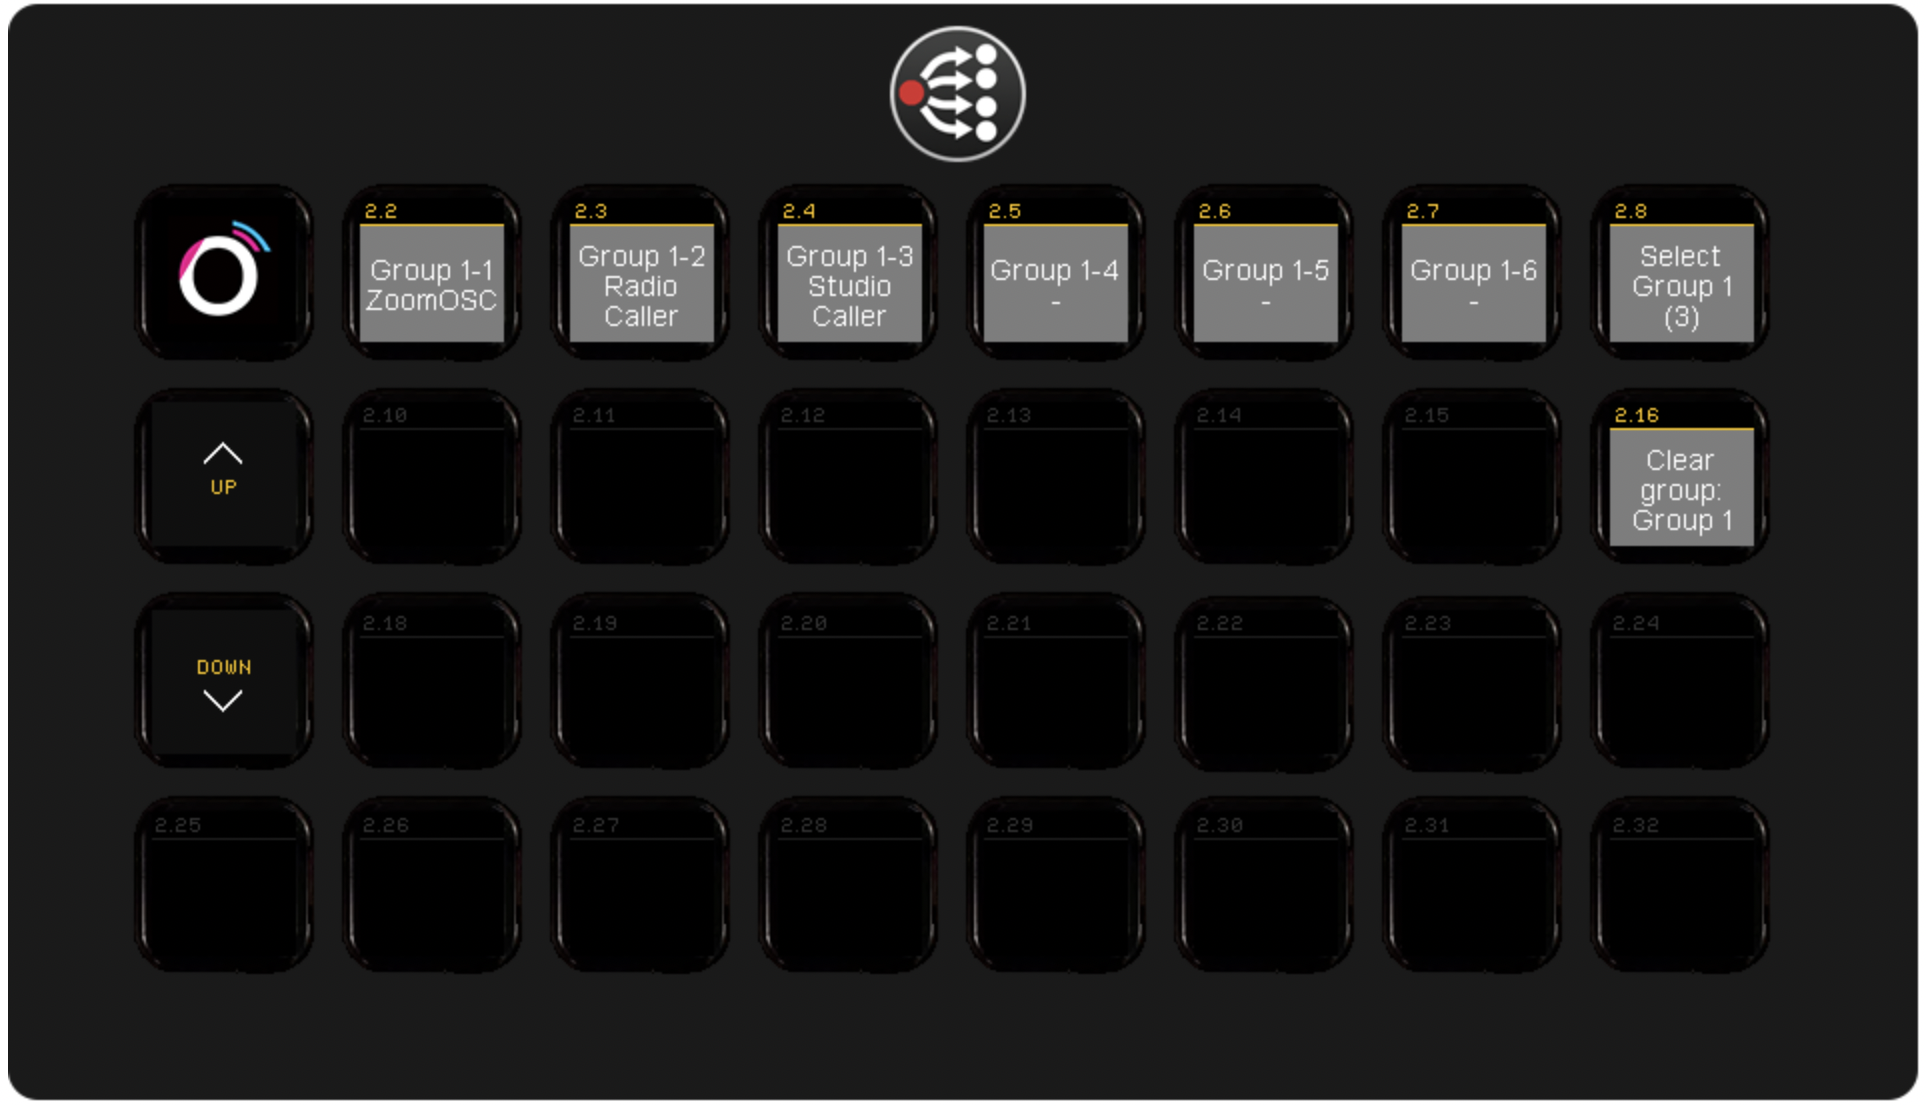 2.2
Group 1-1
ZoomOSC
2.3
Group 1-2
Radio
Caller
2.4
Group 1-3
Studio
Caller
2.5
Group 1-4
-
2.6
Group 1-5
-
2.7
Group 1-6
-
2.8
Select
Group 1
(3)
UP
2.10
2.11
2.12
2.13
2.14
2.15
2.16
Clear
group:
Group 1
DOWN
2.18
2.19
2.20
2.21
2.22
2.23
2.24
2.25
2.26
2.27
2.28
2.29
2.30
2.31
2.32